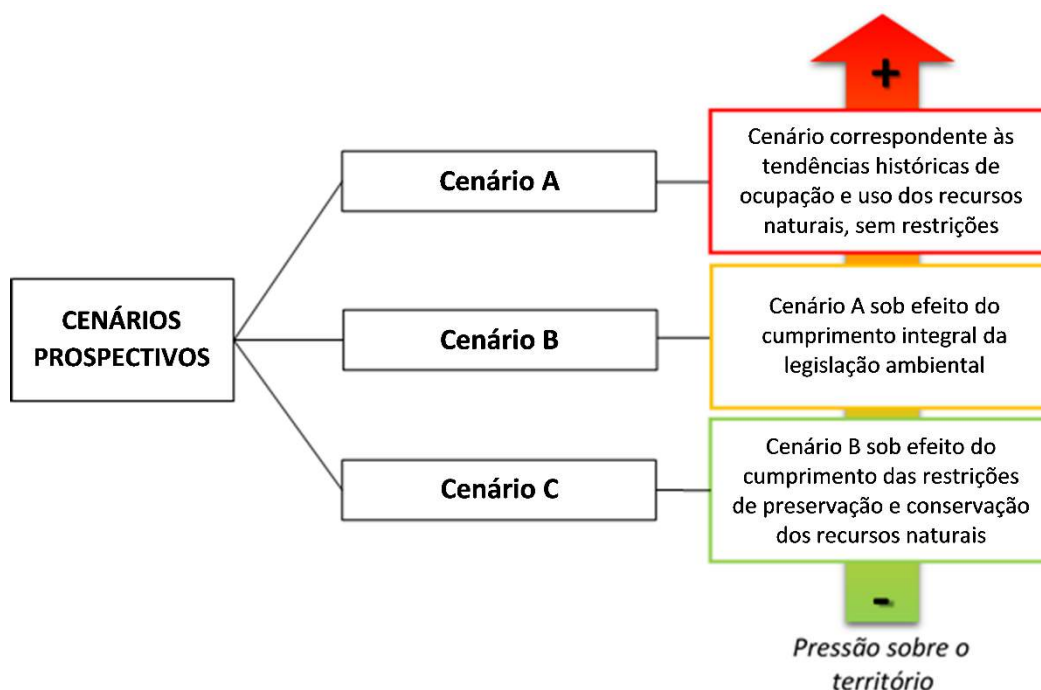 +
Cenário correspondente às
tendências históricas de
ocupação e uso dos recursos
naturais, sem restrições
Cenário A
CENÁRIOS
PROSPECTIVOS
Cenário B
Cenário A sob efeito do
cumprimento integral da
legislação ambiental
Cenário C
Cenário B sob efeito do
cumprimento das restrições
de preservação e conservação
dos recursos naturais
-
Pressão sobre o
território